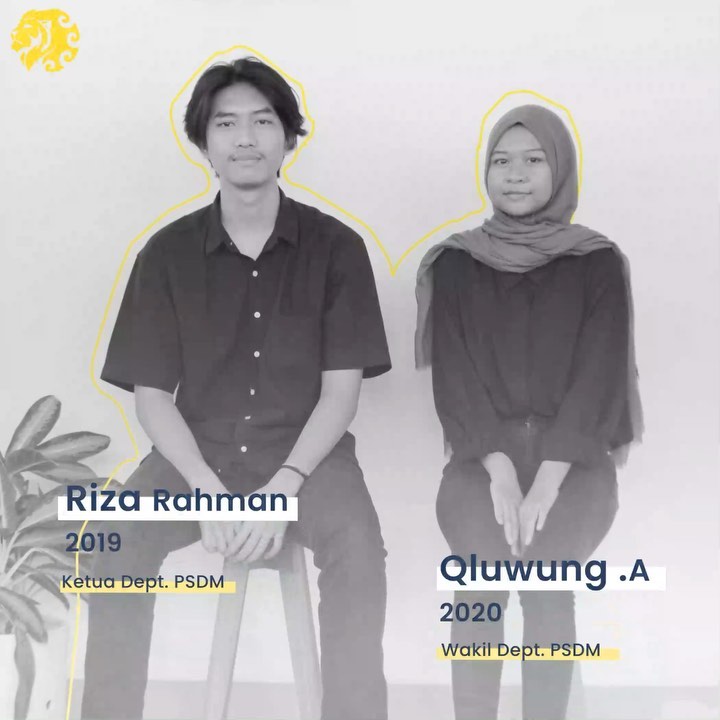 Riza Rahman
2019
Ketua Dept. PSDM
Qluwung .A
2020
Wakil Dept. PSDM